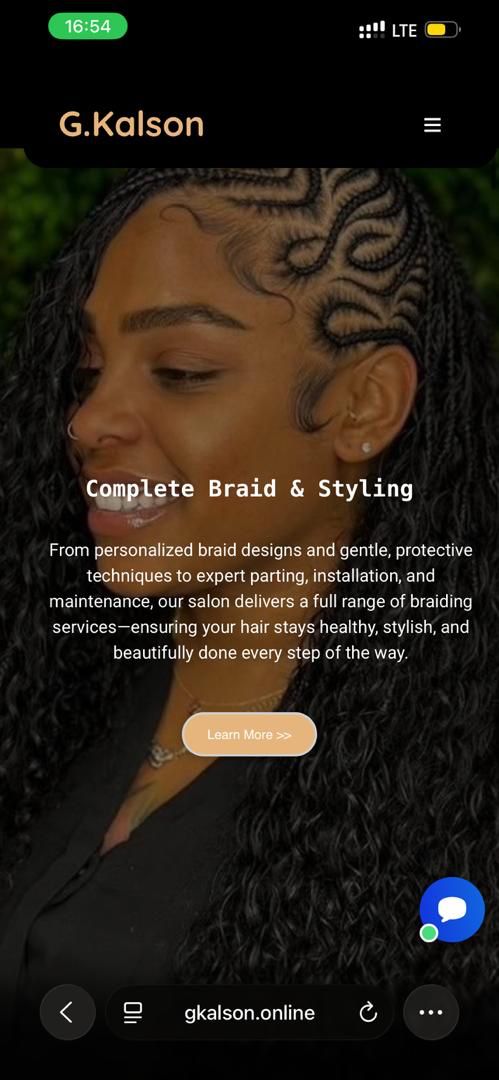 16:54
LTE
G.Kalson
Complete Braid & Styling
From personalized braid designs and gentle, protective
techniques to expert parting, installation, and
maintenance, our salon delivers a full range of braiding
services—ensuring your hair stays healthy, stylish, and
beautifully done every step of the way.
Learn More >>
gkalson.online